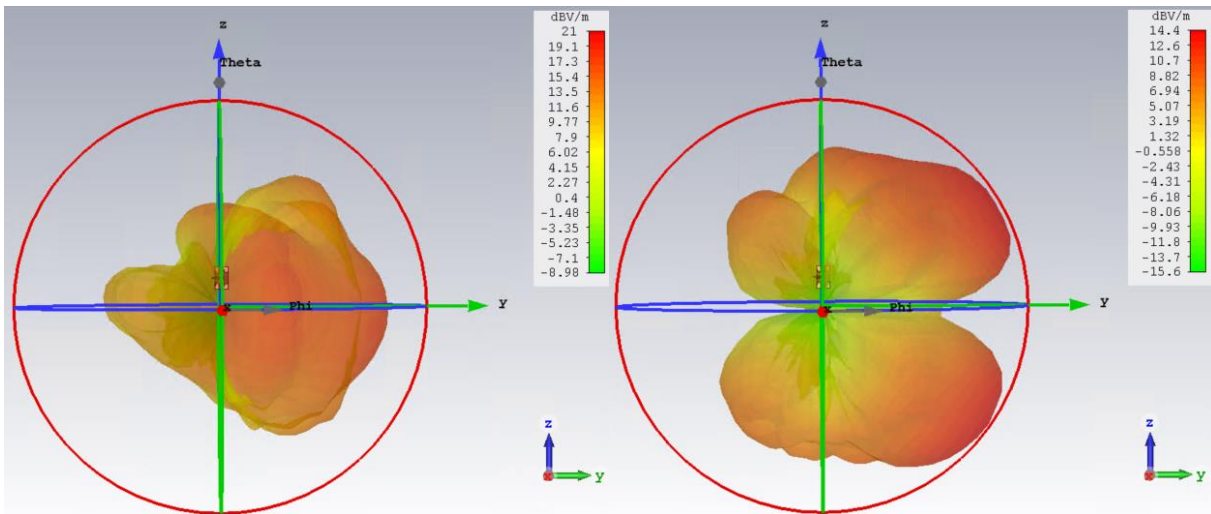 dBV/m
21
19.1
17.3
15.4
13.5
11.6
9.77
7.9
6.02
4.15
2.27
0.4
-1.48
-3.35
-5.23
-7.1
-8.98
z
Theta
x
Phi
Y
z
y
dBV/m
14.4
12.6
10.7
8.82
6.94
5.07
3.19
1.32
-0.558
-2.43
-4.31
-6.18
-8.06
-9.93
-11.8
-13.7
-15.6
z
Theta
x
Phi
Y
z
y